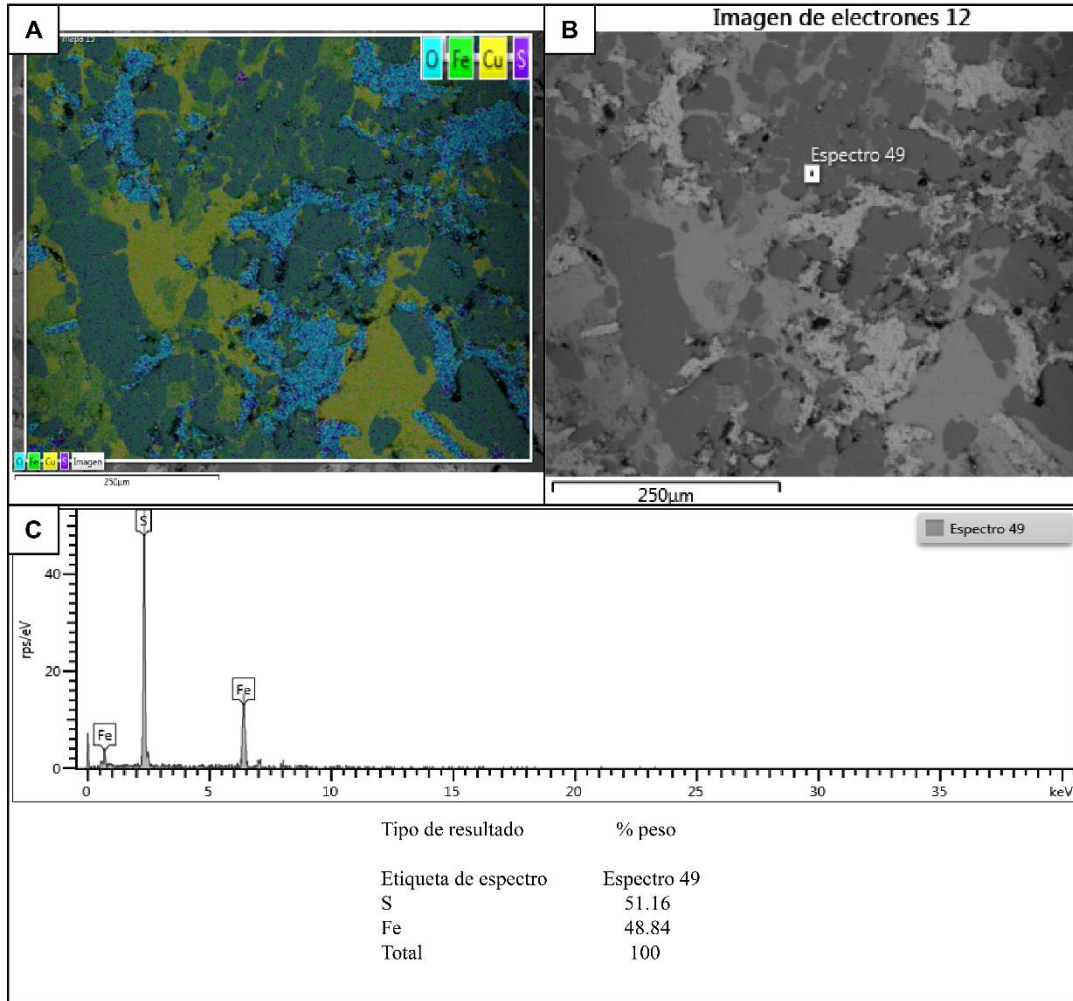 A
mapa 15
O Fe Cu S
O Fe Cu S Imagen
250µm
B
Imagen de electrones 12
Espectro 49
250µm
C
S
Fe
Fe
Espectro 49
rps/eV
40
20
0
0 5 10 15 20 25 30 35 keV
Tipo de resultado % peso
Etiqueta de espectro Espectro 49
S 51.16
Fe 48.84
Total 100